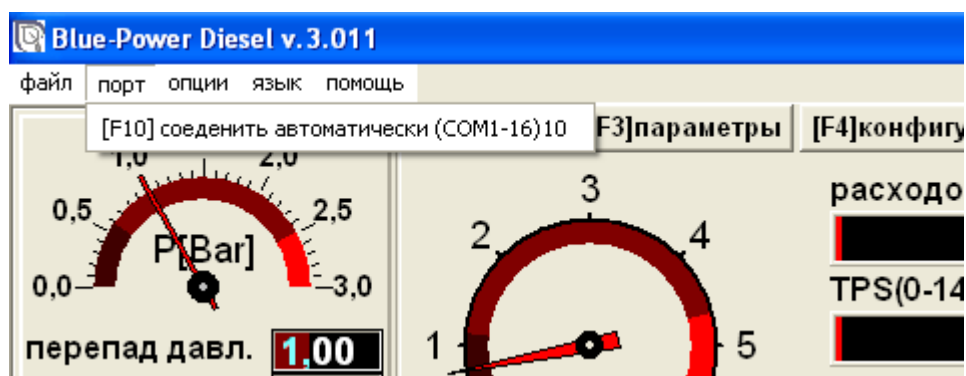 Blue-Power Diesel v.3.011
файл порт опции язык помощь
[F10] соеденить автоматически (COM1-16)10
F3]параметры
[F4]конфигу
1,0
2,0
0,5
2,5
P[Bar]
0,0
3,0
перепад давл. 1,00
3
2
4
1
5
расходо
TPS(0-14